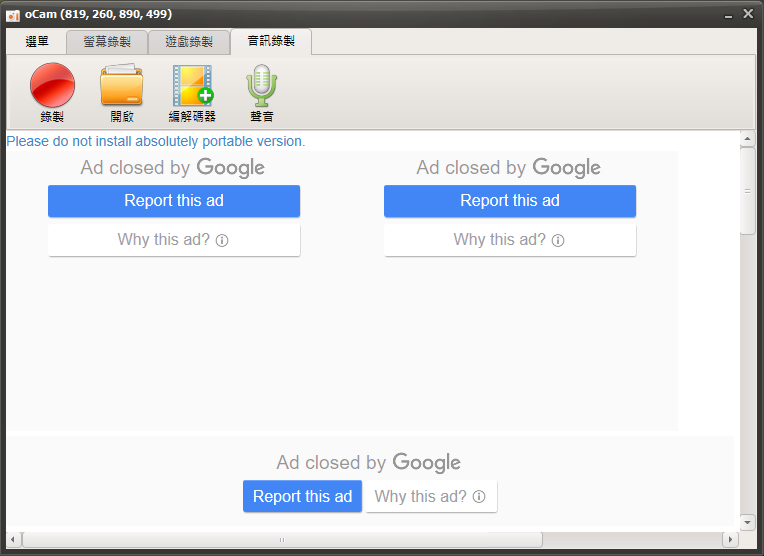 oCam (819, 260, 890, 499)
選單 螢幕錄製 遊戲錄製 音訊錄製
錄製 開啟 編解碼器 聲音
Please do not install absolutely portable version.
Ad closed by Google Ad closed by Google
Report this ad Report this ad
Why this ad? Why this ad?
Ad closed by Google
Report this ad Why this ad?